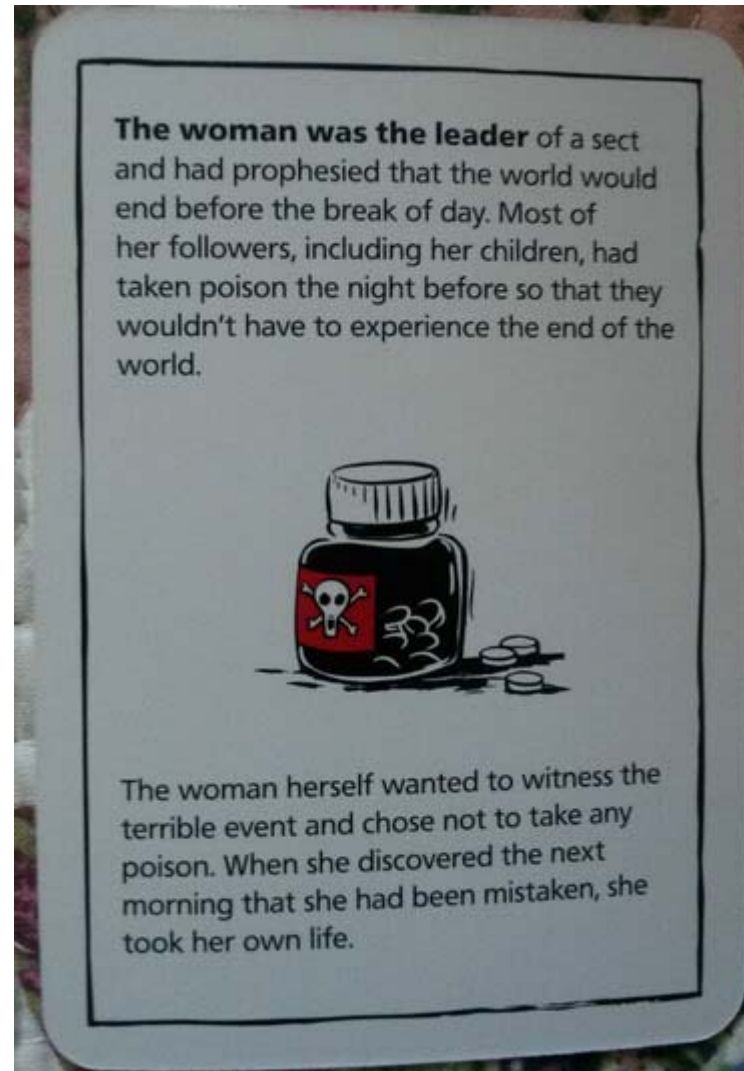 The woman was the leader of a sect
and had prophesied that the world would
end before the break of day. Most of
her followers, including her children, had
taken poison the night before so that they
wouldn't have to experience the end of the
world.
The woman herself wanted to witness the
terrible event and chose not to take any
poison. When she discovered the next
morning that she had been mistaken, she
took her own life.